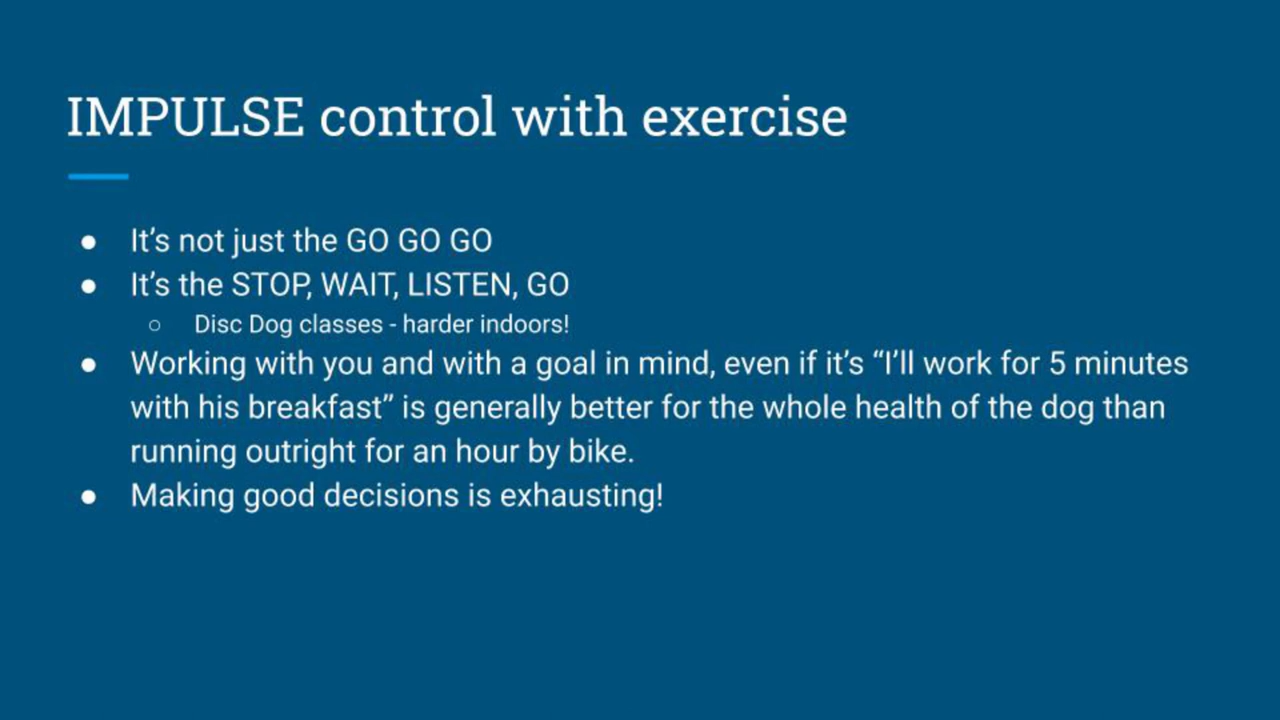 IMPULSE control with exercise
● It’s not just the GO GO GO
● It’s the STOP, WAIT, LISTEN, GO
○ Disc Dog classes - harder indoors!
● Working with you and with a goal in mind, even if it’s “I’ll work for 5 minutes
with his breakfast” is generally better for the whole health of the dog than
running outright for an hour by bike.
● Making good decisions is exhausting!